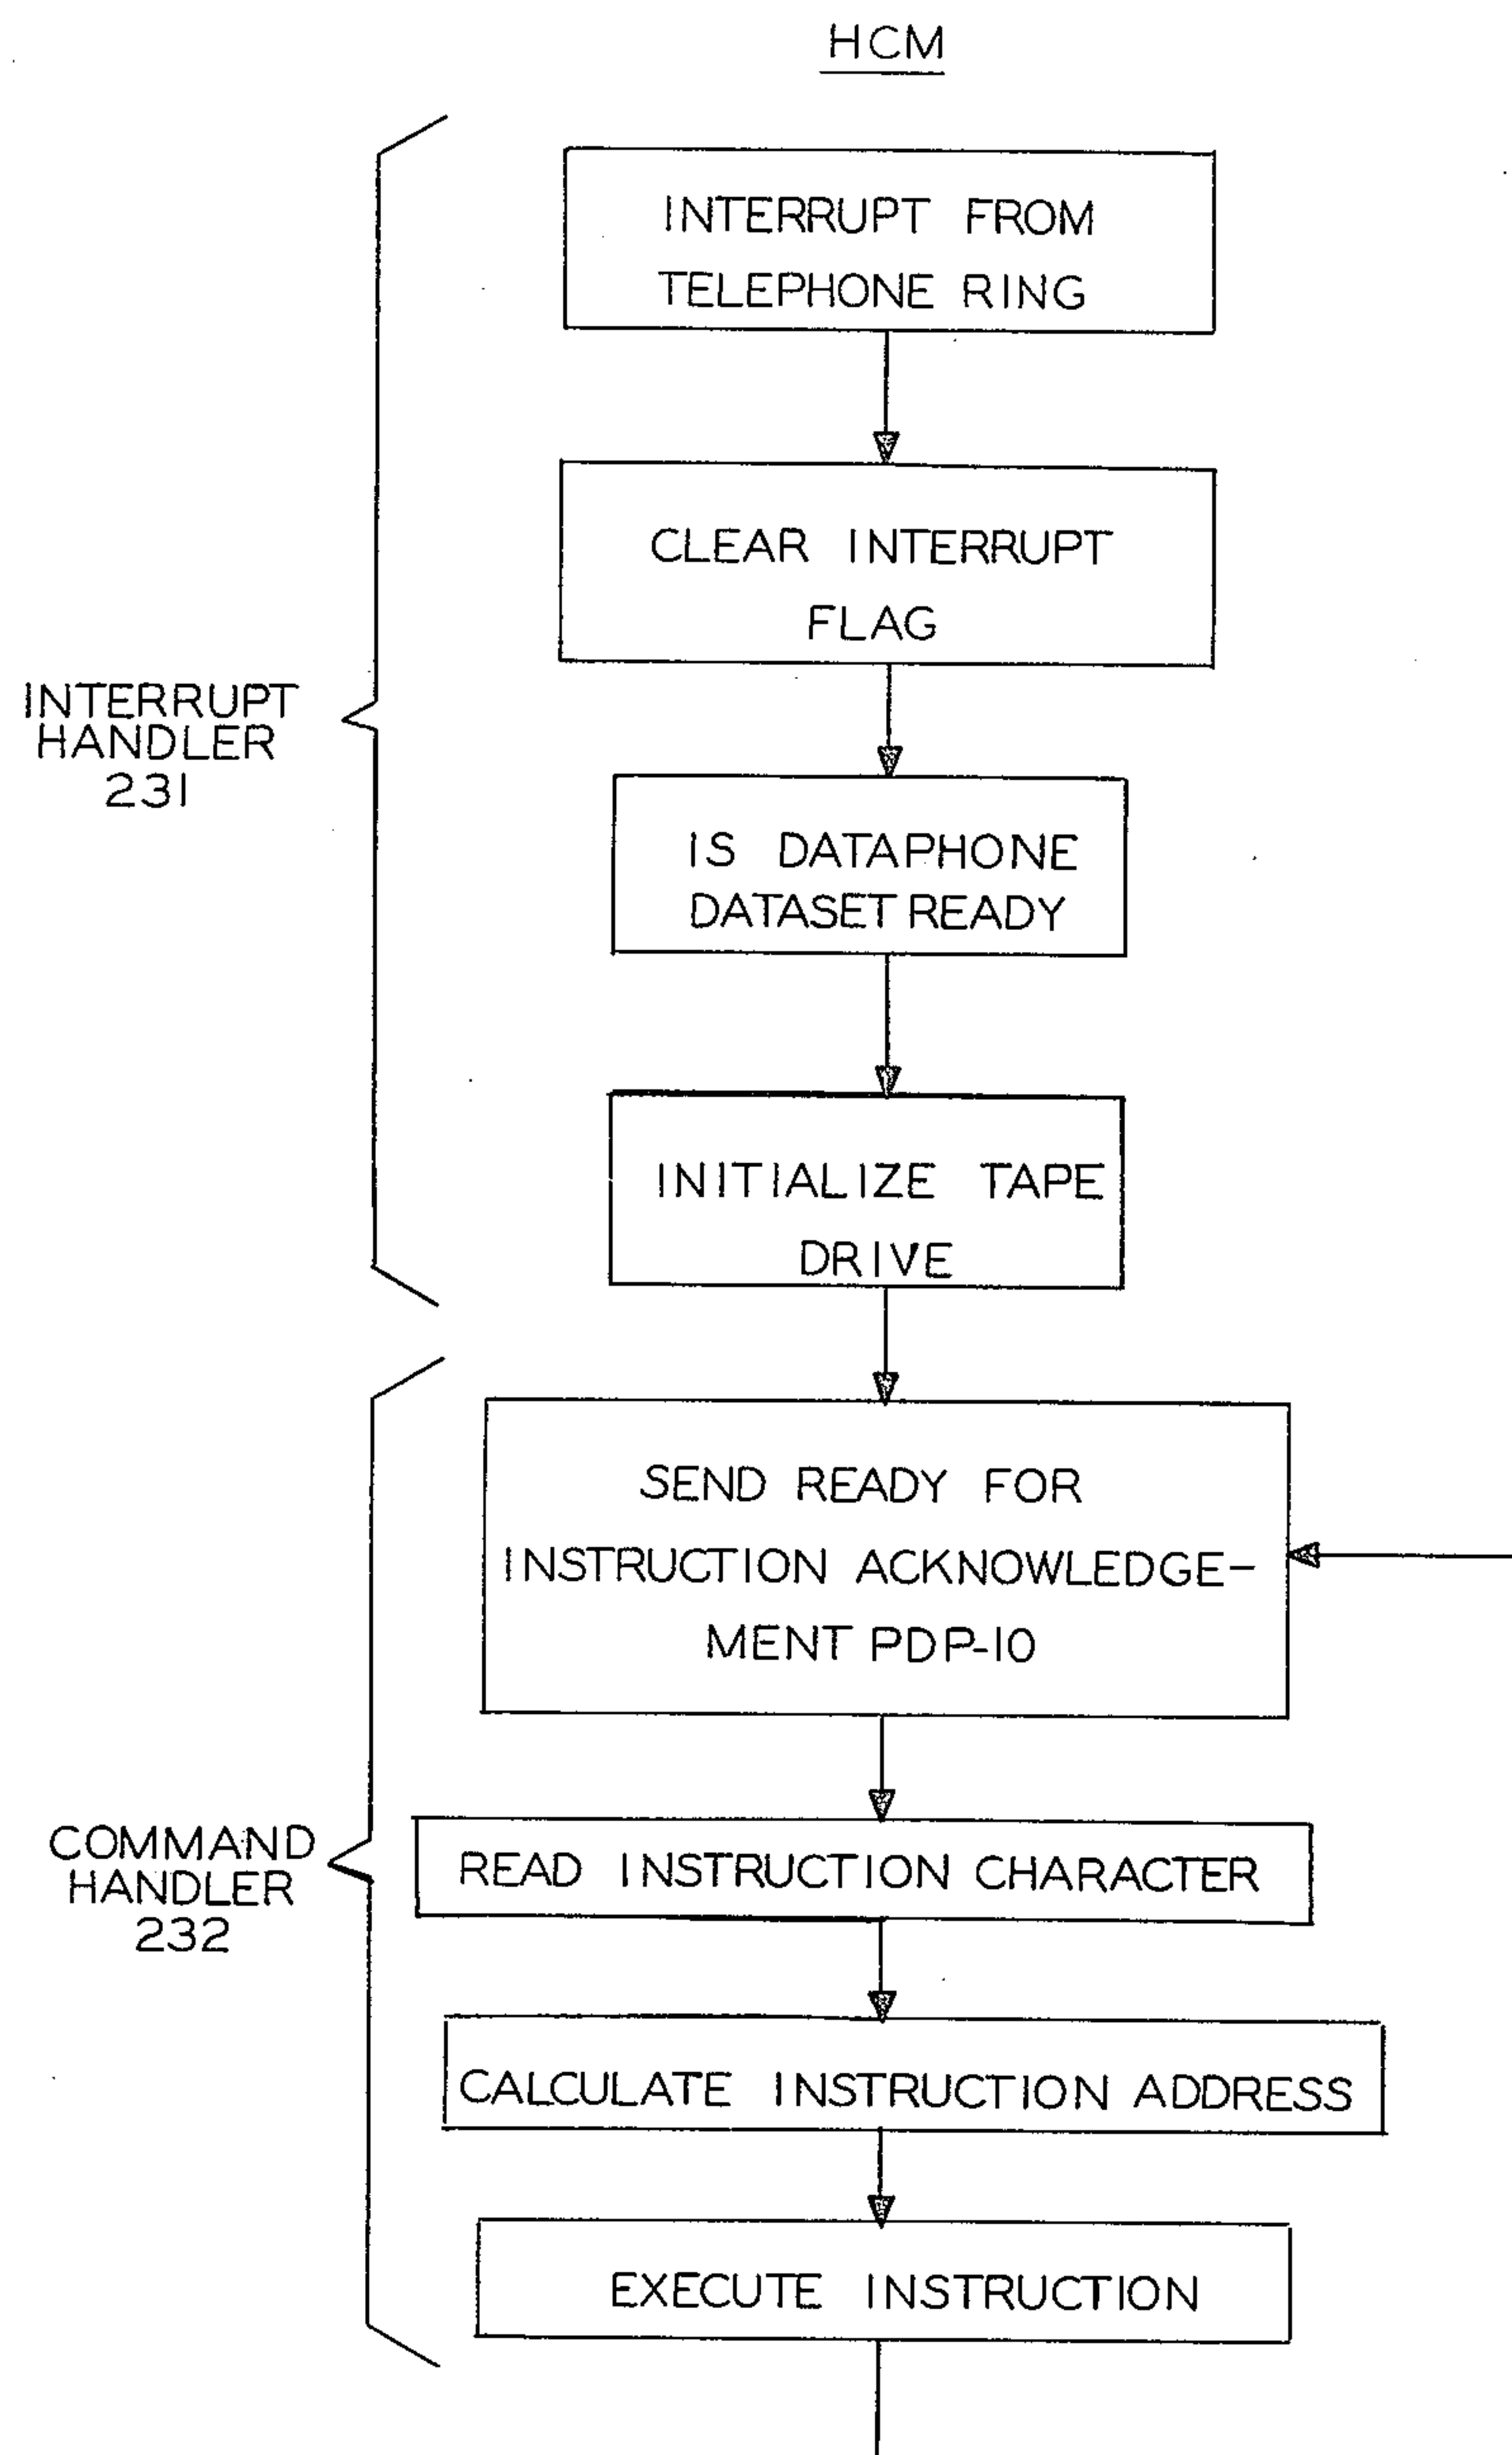 HCM
INTERRUPT FROM
TELEPHONE RING
CLEAR INTERRUPT
FLAG
INTERRUPT
HANDLER
231
IS DATAPHONE
DATASET READY
INITIALIZE TAPE
DRIVE
SEND READY FOR
INSTRUCTION ACKNOWLEDGE-
MENT PDP-10
COMMAND
HANDLER
232
READ INSTRUCTION CHARACTER
CALCULATE INSTRUCTION ADDRESS
EXECUTE INSTRUCTION